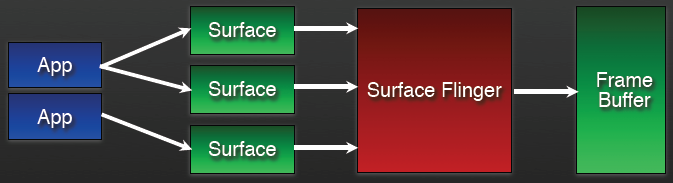 App
App
Surface
Surface
Surface
Surface Flinger
Frame
Buffer